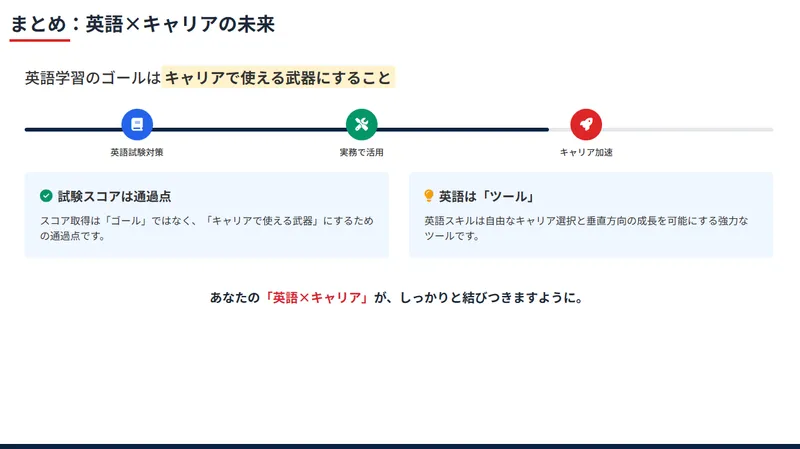 まとめ：英語×キャリアの未来
英語学習のゴールはキャリアで使える武器にすること
英語試験対策
実務で活用
キャリア加速
試験スコアは通過点
スコア取得は「ゴール」ではなく、「キャリアで使える武器」にするため
の通過点です。
英語は「ツール」
英語スキルは自由なキャリア選択と垂直方向の成長を可能にする強力な
ツールです。
あなたの「英語×キャリア」が、しっかりと結びつきますように。